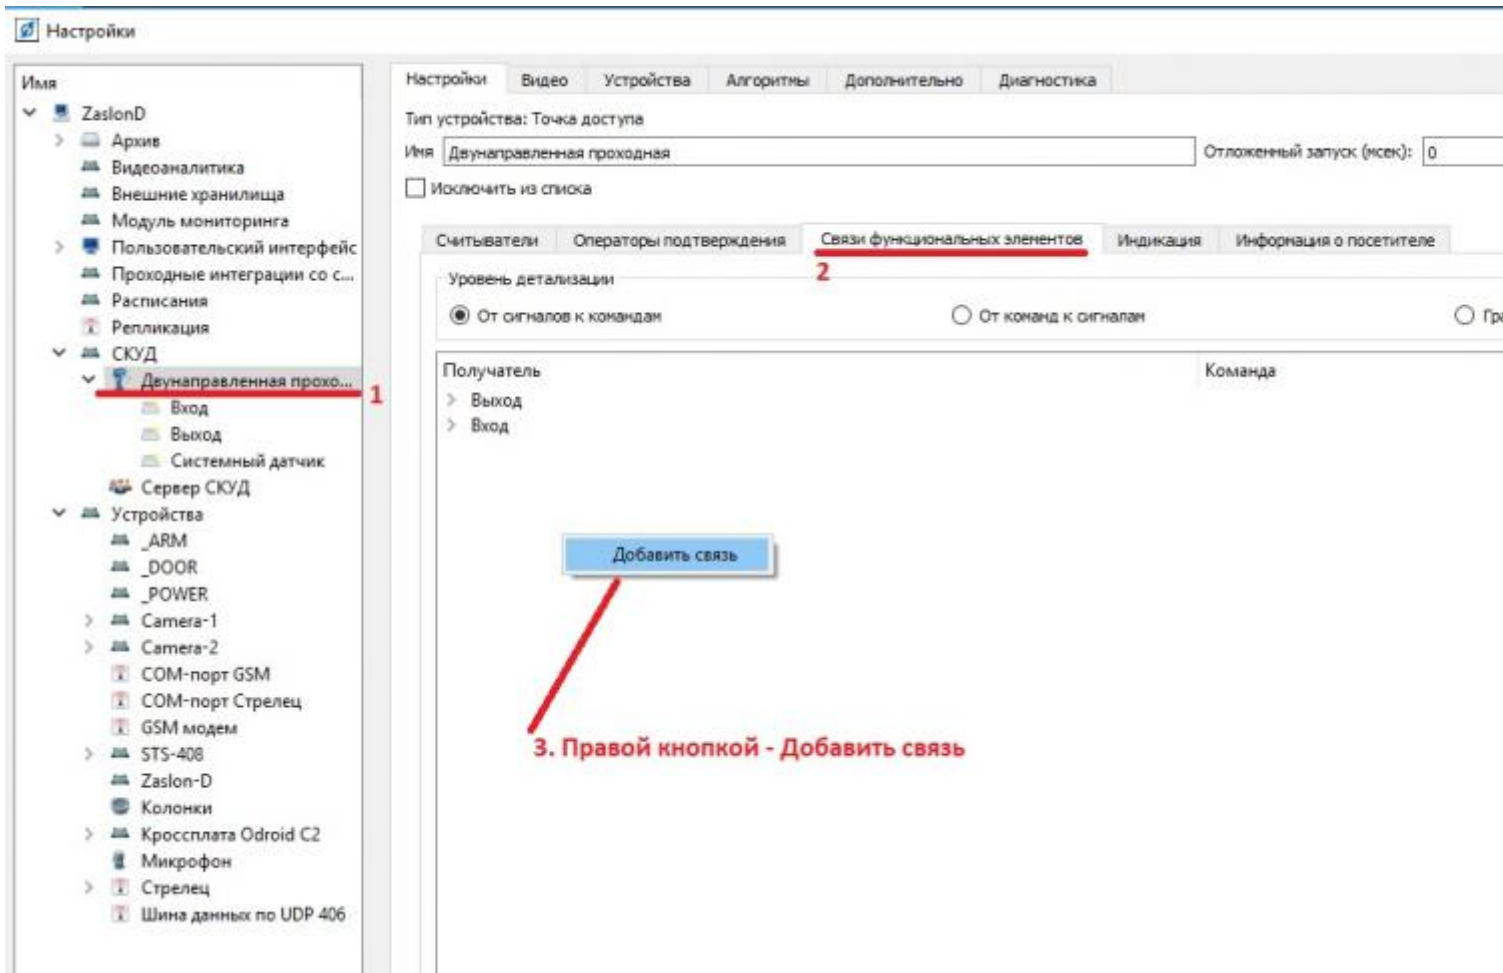 Настройки
Имя
ZaslonD
Архив
Видеоаналитика
Внешние хранилища
Модуль мониторинга
Пользовательский интерфейс
Проходные интеграции со с...
Расписания
Репликация
СКУД
Двунаправленная прохо...
1
Вход
Выход
Системный датчик
Сервер СКУД
Устройства
_ARM
_DOOR
_POWER
Camera-1
Camera-2
COM-порт GSM
COM-порт Стрелец
GSM модем
STS-408
Zaslon-D
Колонки
Кроссплата Odroid C2
Микрофон
Стрелец
Шина данных по UDP 406
Настройки Видео Устройства Алгоритмы Дополнительно Диагностика
Тип устройства: Точка доступа
Имя Двунаправленная проходная Отложенный запуск (мсек): 0
Исключить из списка
Считыватели Операторы подтверждения Связи функциональных элементов Индикация Информация о посетителе
2
Уровень детализации
От сигналов к командам От команд к сигналам Гра
Получатель Команда
Выход
Вход
Добавить связь
3. Правой кнопкой - Добавить связь